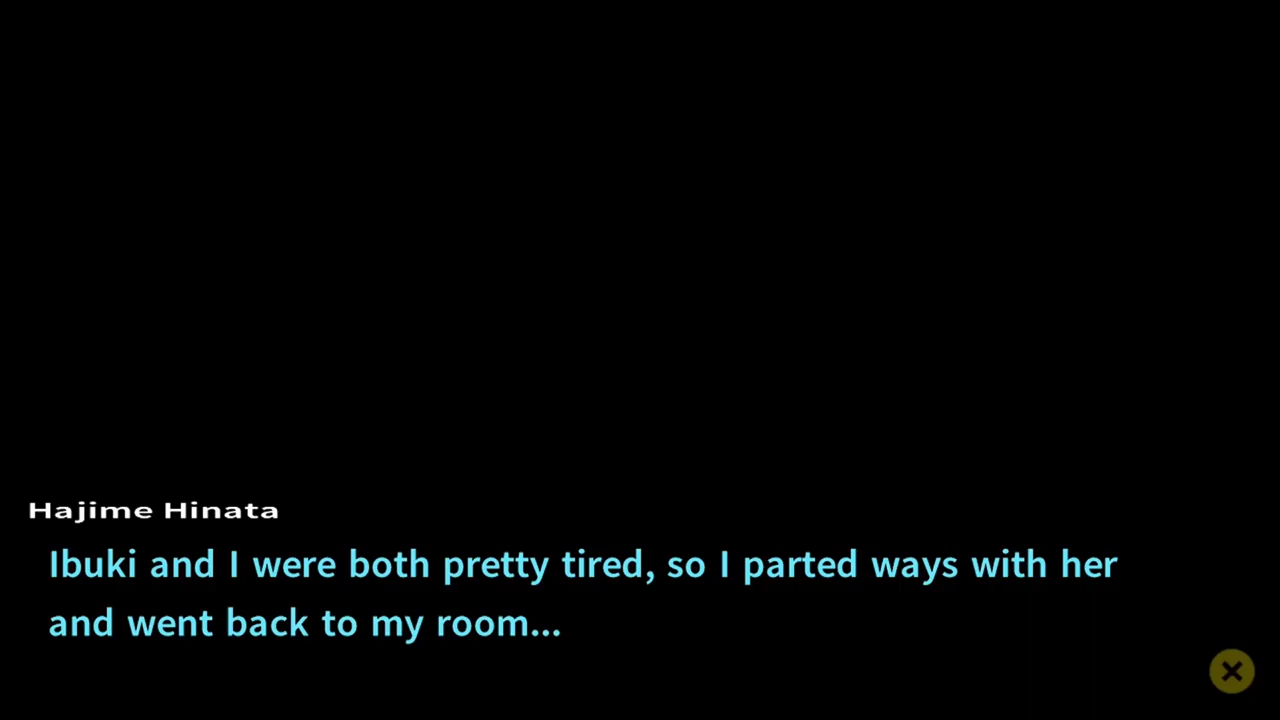 Hajime Hinata
Ibuki and I were both pretty tired, so I parted ways with her
and went back to my room...